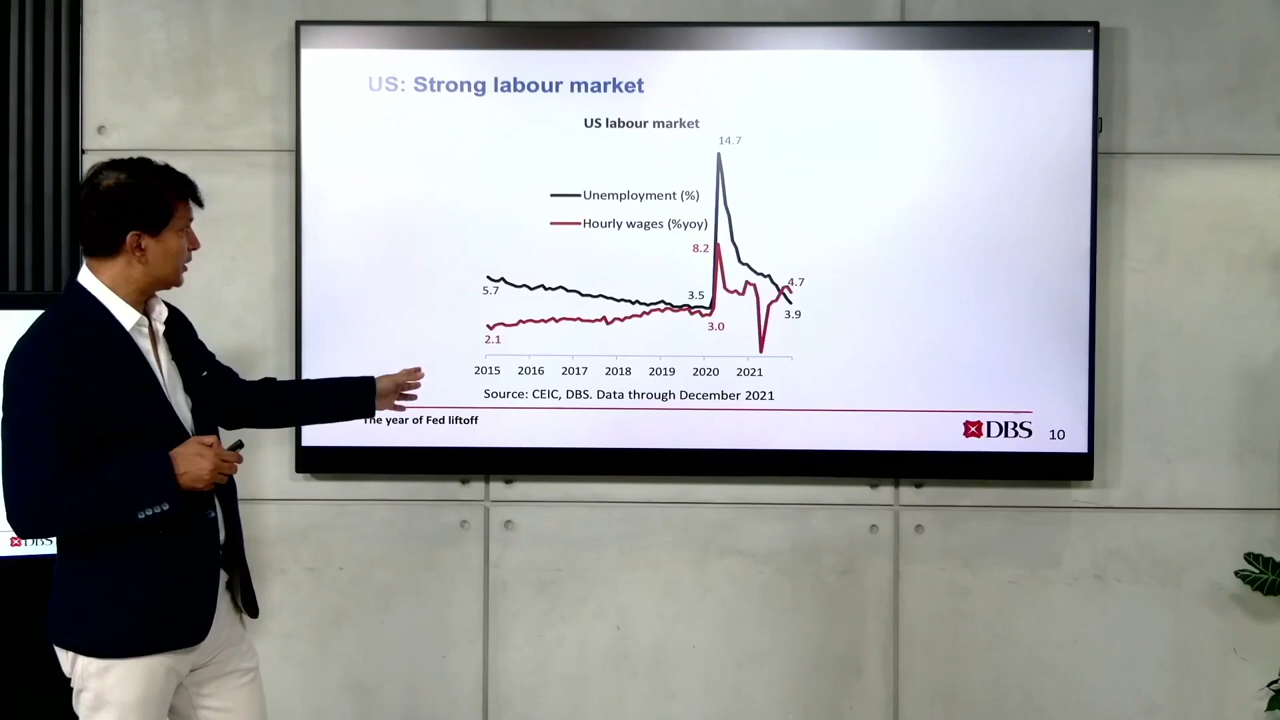 US: Strong labour market
US labour market
14.7
Unemployment (%)
Hourly wages (%yoy)
8.2
5.7
3.5
4.7
3.9
3.0
2.1
2015 2016 2017 2018 2019 2020 2021
Source: CEIC, DBS. Data through December 2021
The year of Fed liftoff
DBS 10
DBS